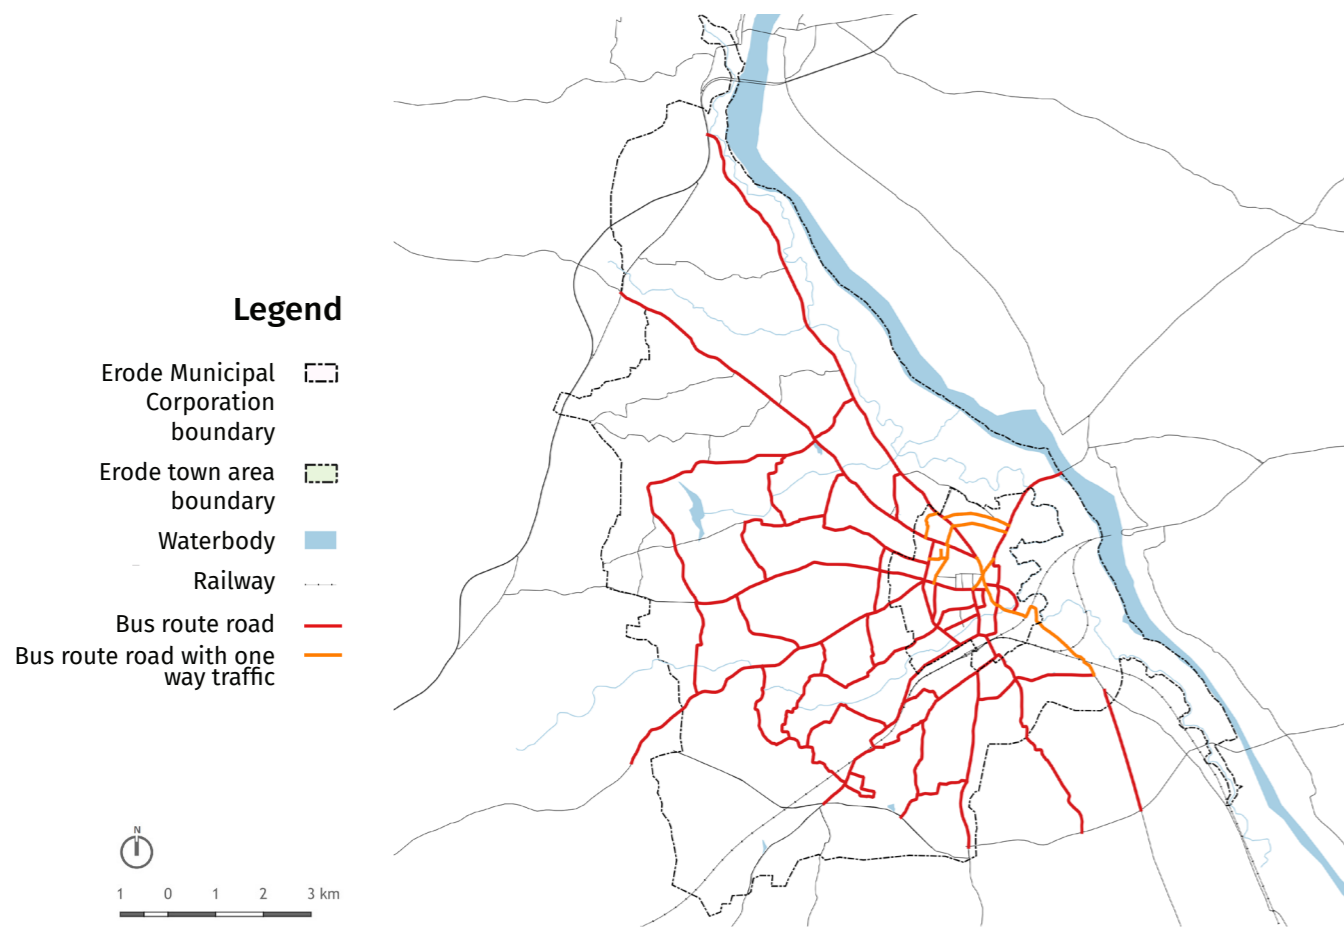 Legend
Erode Municipal
Corporation
boundary
Erode town area
boundary
Waterbody
Railway
Bus route road
Bus route road with one
way traffic
N
1 0 1 2 3 km